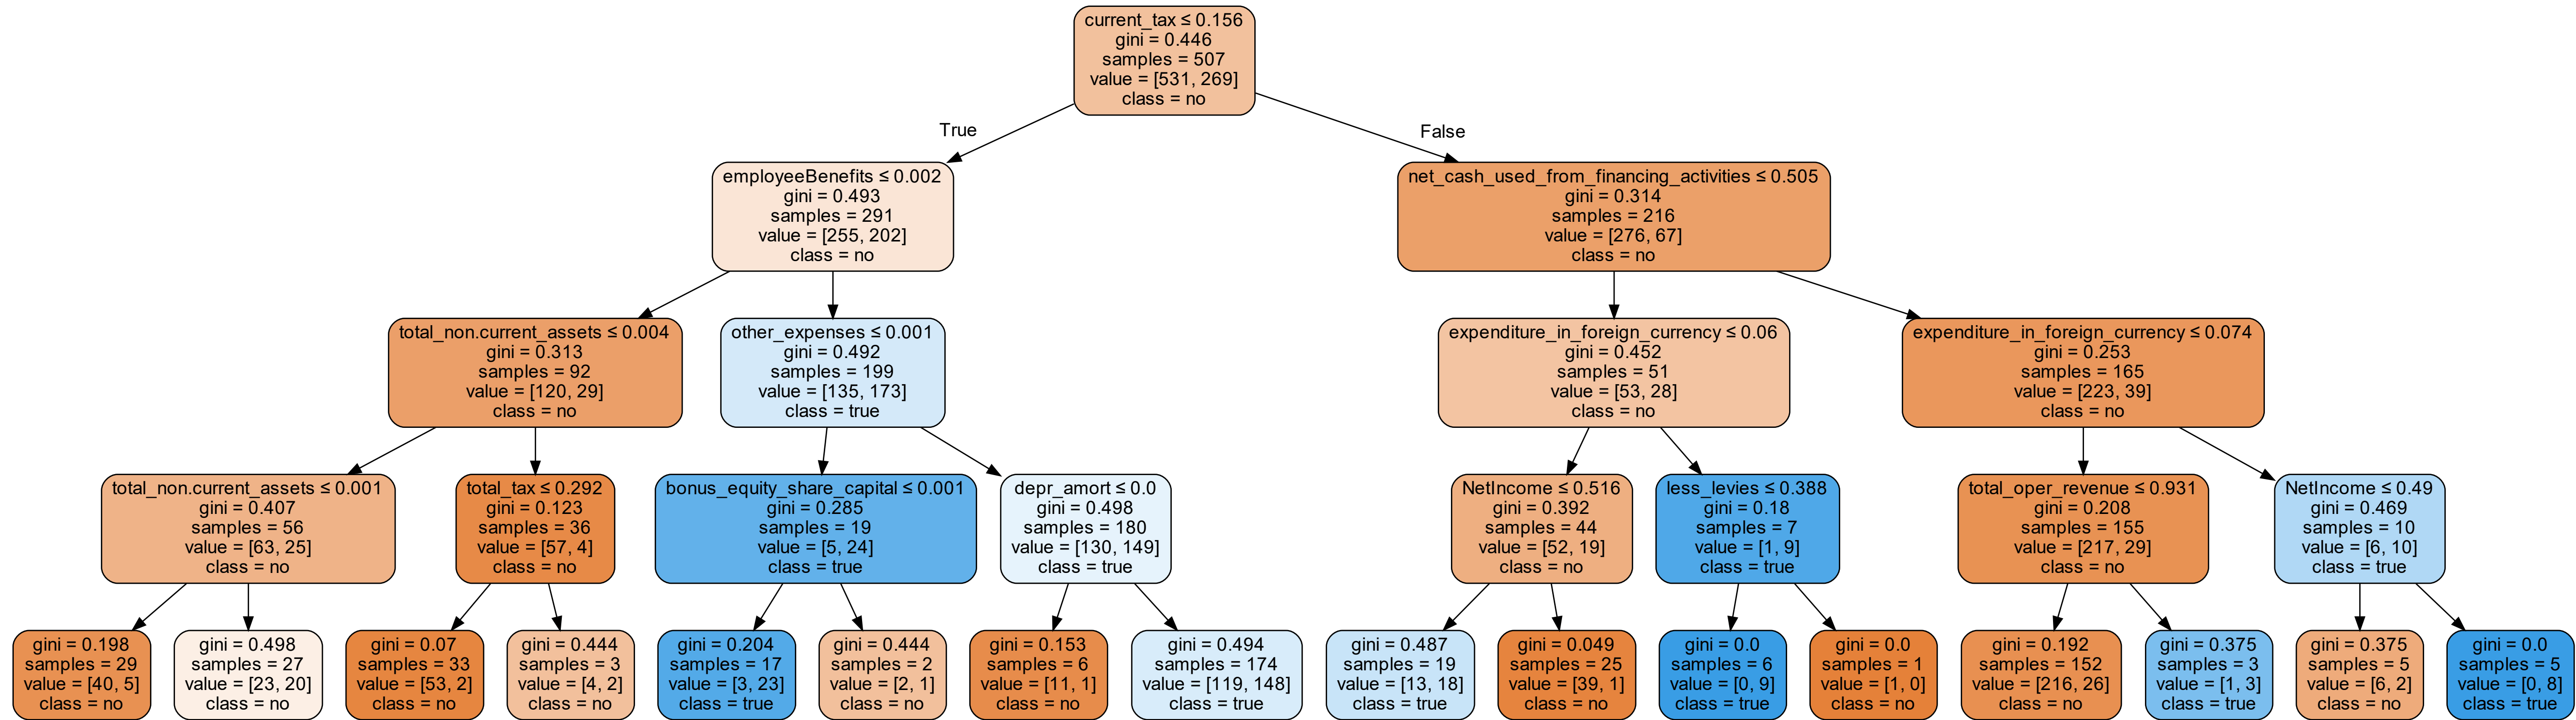 current_tax ≤ 0.156
gini = 0.446
samples = 507
value = [531, 269]
class = no
True
False
employeeBenefits ≤ 0.002
gini = 0.493
samples = 291
value = [255, 202]
class = no
net_cash_used_from_financing_activities ≤ 0.505
gini = 0.314
samples = 216
value = [276, 67]
class = no
total_non.current_assets ≤ 0.004
gini = 0.313
samples = 92
value = [120, 29]
class = no
other_expenses ≤ 0.001
gini = 0.492
samples = 199
value = [135, 173]
class = true
expenditure_in_foreign_currency ≤ 0.06
gini = 0.452
samples = 51
value = [53, 28]
class = no
expenditure_in_foreign_currency ≤ 0.074
gini = 0.253
samples = 165
value = [223, 39]
class = no
total_non.current_assets ≤ 0.001
gini = 0.407
samples = 56
value = [63, 25]
class = no
total_tax ≤ 0.292
gini = 0.123
samples = 36
value = [57, 4]
class = no
bonus_equity_share_capital ≤ 0.001
gini = 0.285
samples = 19
value = [5, 24]
class = true
depr_amort ≤ 0.0
gini = 0.498
samples = 180
value = [130, 149]
class = true
NetIncome ≤ 0.516
gini = 0.392
samples = 44
value = [52, 19]
class = no
less_levies ≤ 0.388
gini = 0.18
samples = 7
value = [1, 9]
class = true
total_oper_revenue ≤ 0.931
gini = 0.208
samples = 155
value = [217, 29]
class = no
NetIncome ≤ 0.49
gini = 0.469
samples = 10
value = [6, 10]
class = true
gini = 0.198
samples = 29
value = [40, 5]
class = no
gini = 0.498
samples = 27
value = [23, 20]
class = no
gini = 0.07
samples = 33
value = [53, 2]
class = no
gini = 0.444
samples = 3
value = [4, 2]
class = no
gini = 0.204
samples = 17
value = [3, 23]
class = true
gini = 0.444
samples = 2
value = [2, 1]
class = no
gini = 0.153
samples = 6
value = [11, 1]
class = no
gini = 0.494
samples = 174
value = [119, 148]
class = true
gini = 0.487
samples = 19
value = [13, 18]
class = true
gini = 0.049
samples = 25
value = [39, 1]
class = no
gini = 0.0
samples = 6
value = [0, 9]
class = true
gini = 0.0
samples = 1
value = [1, 0]
class = no
gini = 0.192
samples = 152
value = [216, 26]
class = no
gini = 0.375
samples = 3
value = [1, 3]
class = true
gini = 0.375
samples = 5
value = [6, 2]
class = no
gini = 0.0
samples = 5
value = [0, 8]
class = true